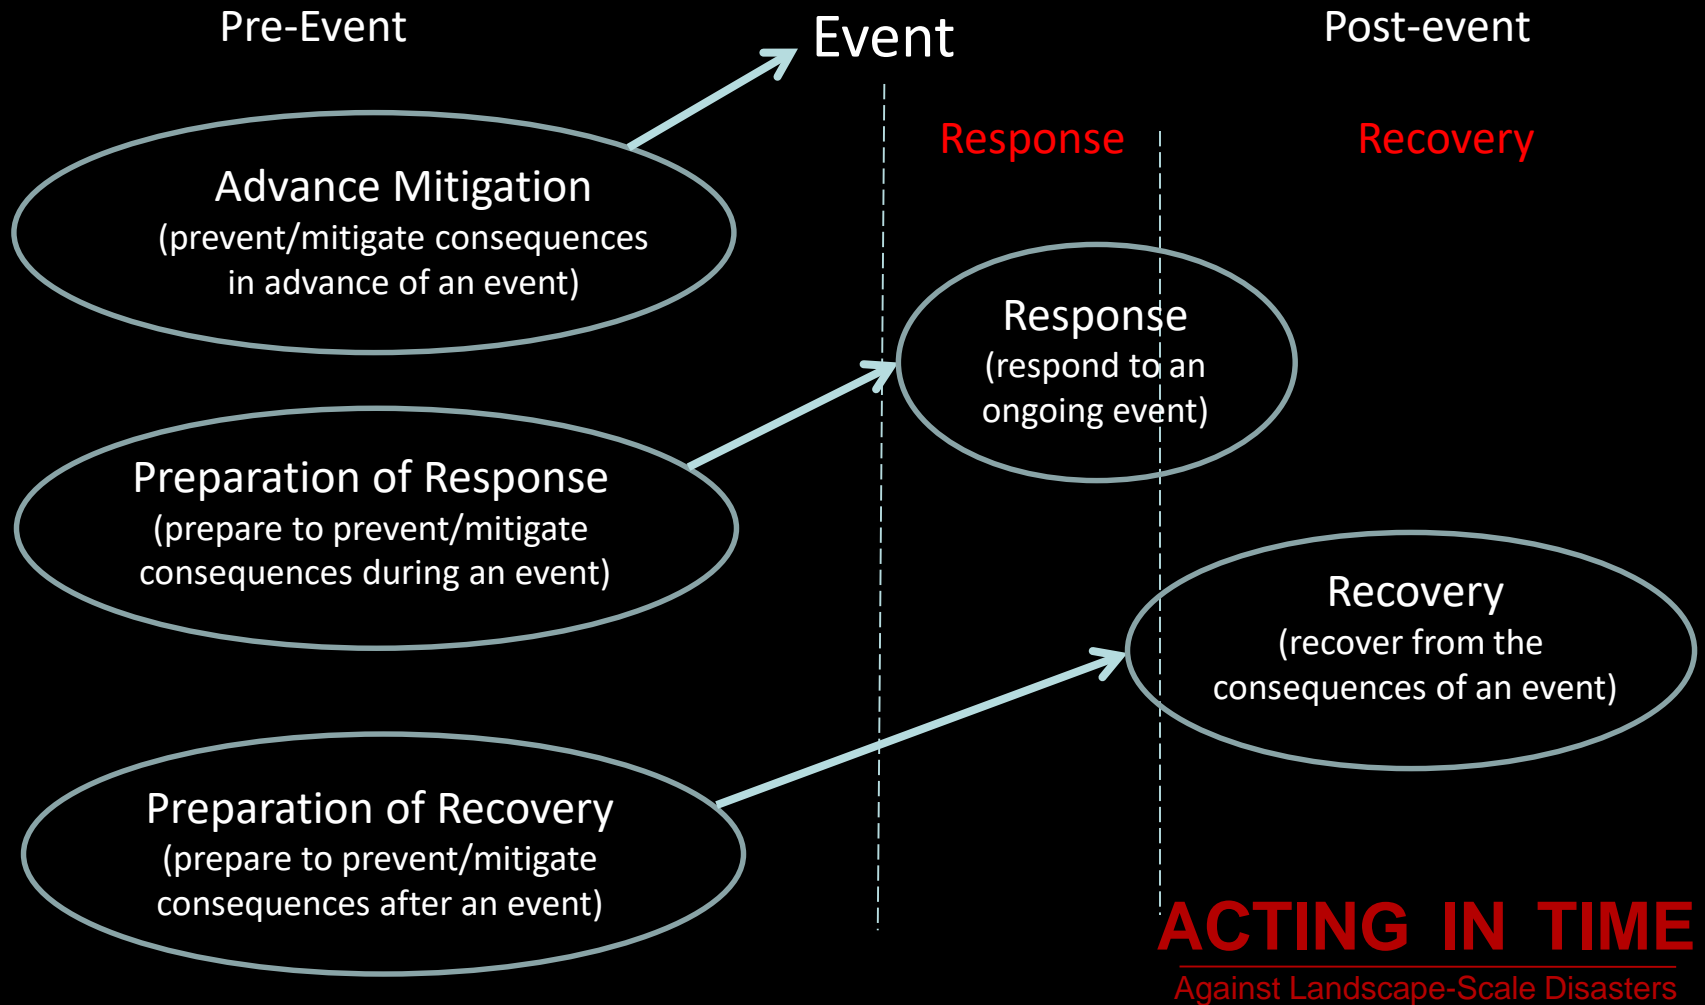 Pre-Event
Event
Post-event
Response
Recovery
Advance Mitigation
(prevent/mitigate consequences
in advance of an event)
Response
(respond to an
ongoing event)
Preparation of Response
(prepare to prevent/mitigate
consequences during an event)
Recovery
(recover from the
consequences of an event)
Preparation of Recovery
(prepare to prevent/mitigate
consequences after an event)
ACTING IN TIME
Against Landscape-Scale Disasters